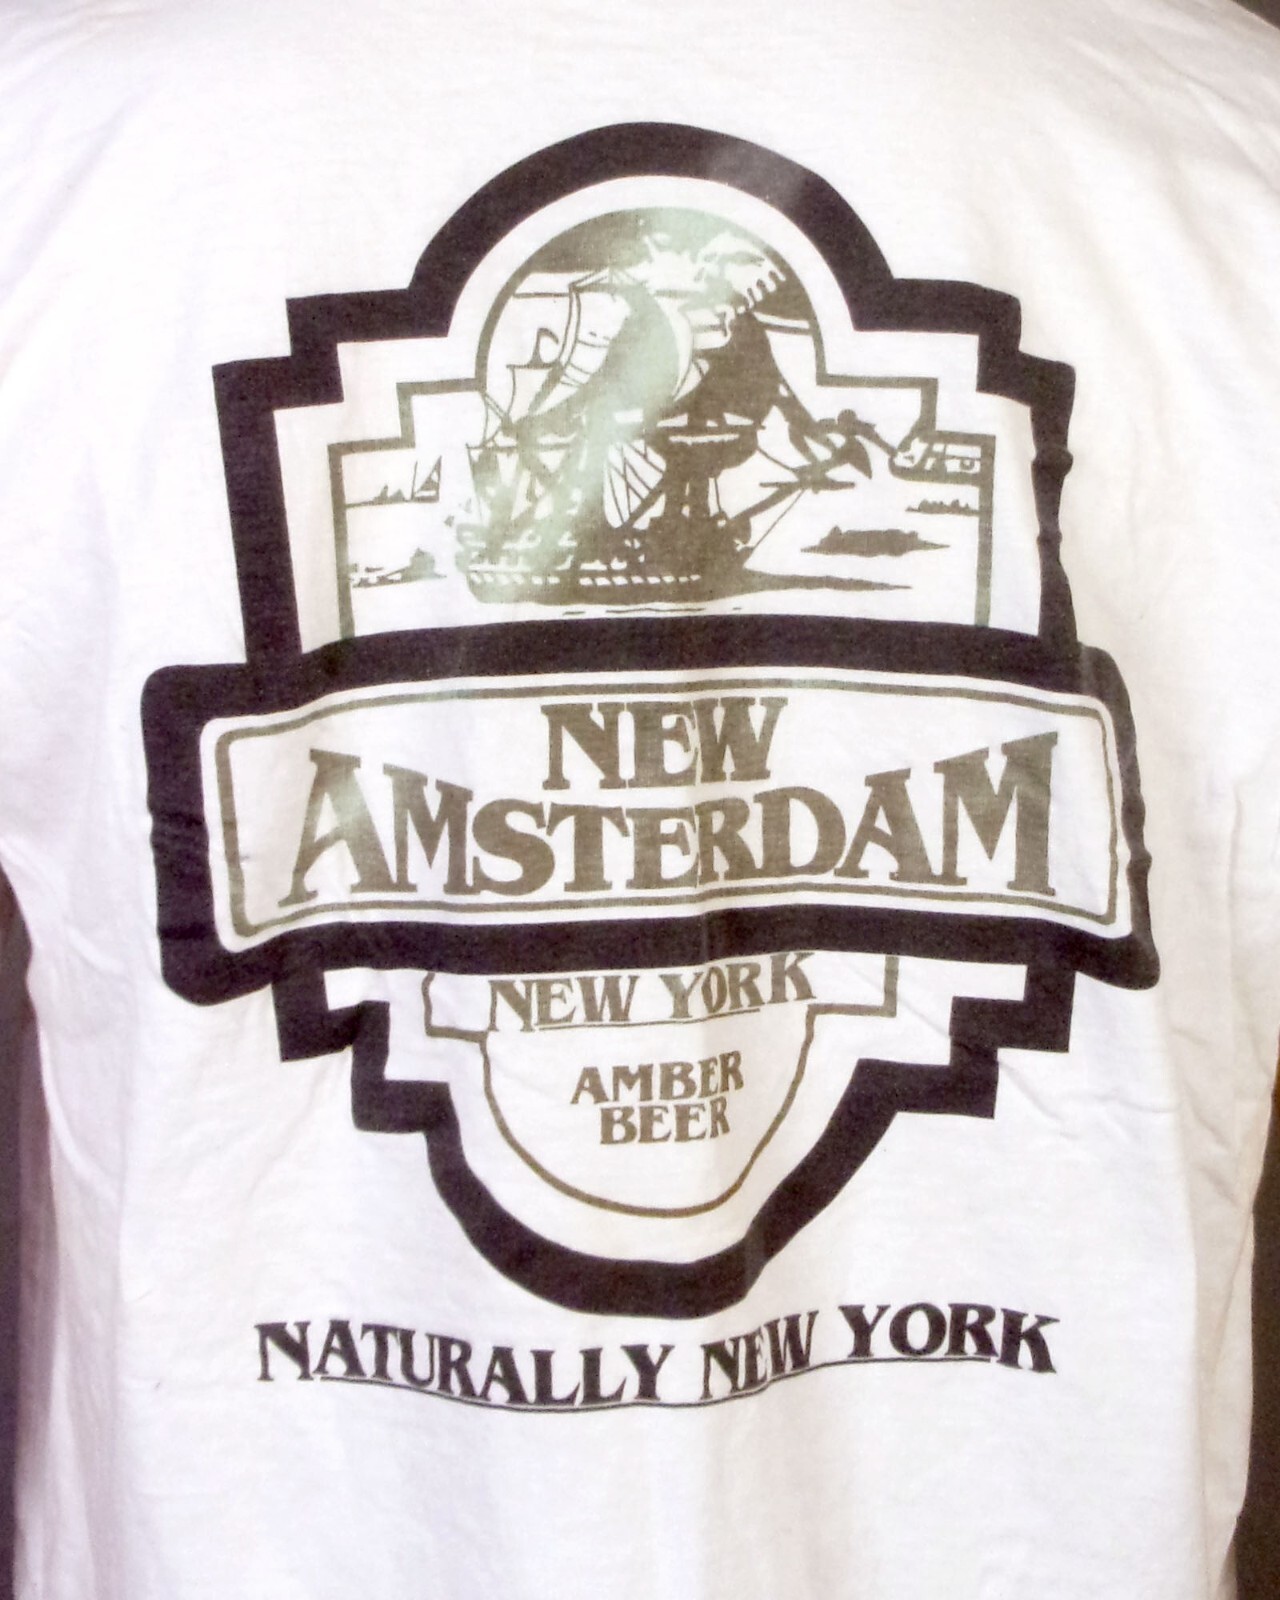 NEW
AMSTERDAM
NEW YORK
AMBER
BEER
NATURALLY NEW YORK